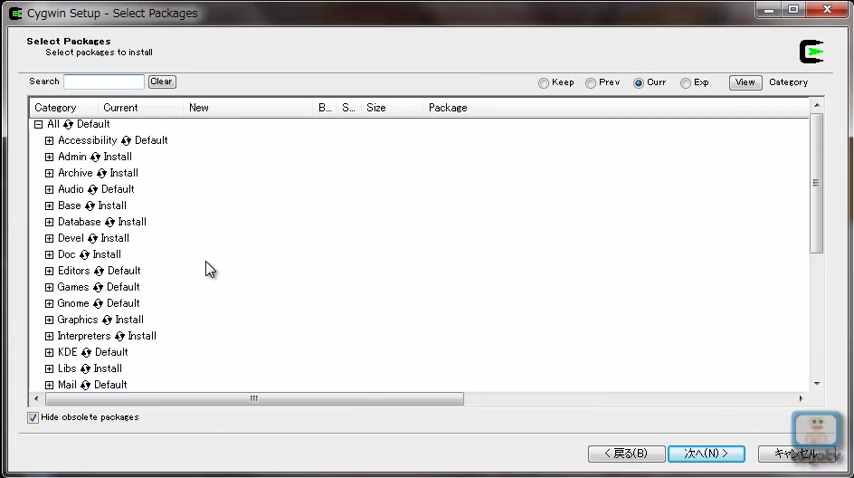 Cygwin Setup - Select Packages
Select Packages
Select packages to install
Search Clear Keep Prev Curr Exp View Category
Category Current New B... S... Size Package
All Default
Accessibility Default
Admin Install
Archive Install
Audio Default
Base Install
Database Install
Devel Install
Doc Install
Editors Default
Games Default
Gnome Default
Graphics Install
Interpreters Install
KDE Default
Libs Install
Mail Default
Hide obsolete packages
< 戻る(B) 次へ(N) > キャンセル